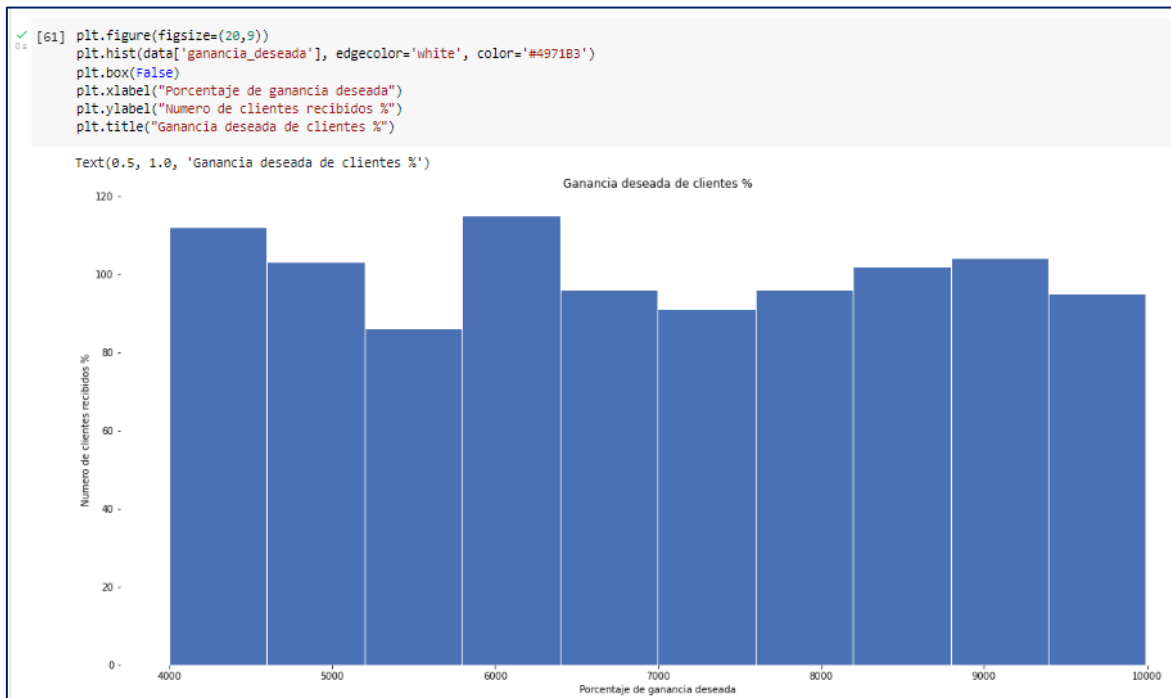 [61] plt.figure(figsize=(20,9))
plt.hist(data['ganancia_deseada'], edgecolor='white', color='#4971B3')
plt.box(False)
plt.xlabel("Porcentaje de ganancia deseada")
plt.ylabel("Numero de clientes recibidos %")
plt.title("Ganancia deseada de clientes %")
0 s
Text(0.5, 1.0, 'Ganancia deseada de clientes %')
Ganancia deseada de clientes %
120
100
80
60
40
20
0
Numero de clientes recibidos %
4000 5000 6000 7000 8000 9000 10000
Porcentaje de ganancia deseada